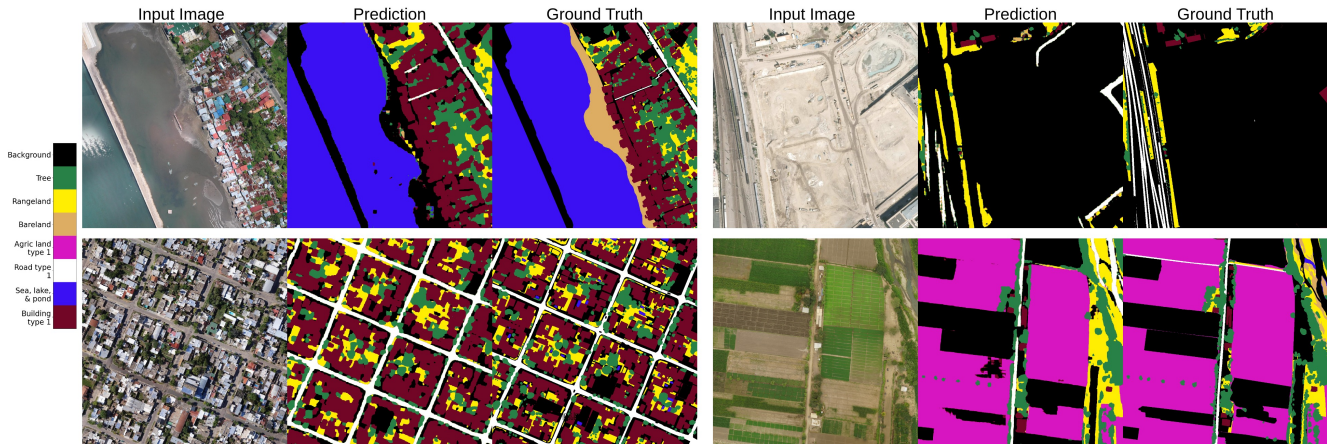 Input Image
Prediction
Ground Truth
Input Image
Prediction
Ground Truth
Background
Tree
Rangeland
Bareland
Agric land
type 1
Road type
1
Sea, lake,
& pond
Building
type 1